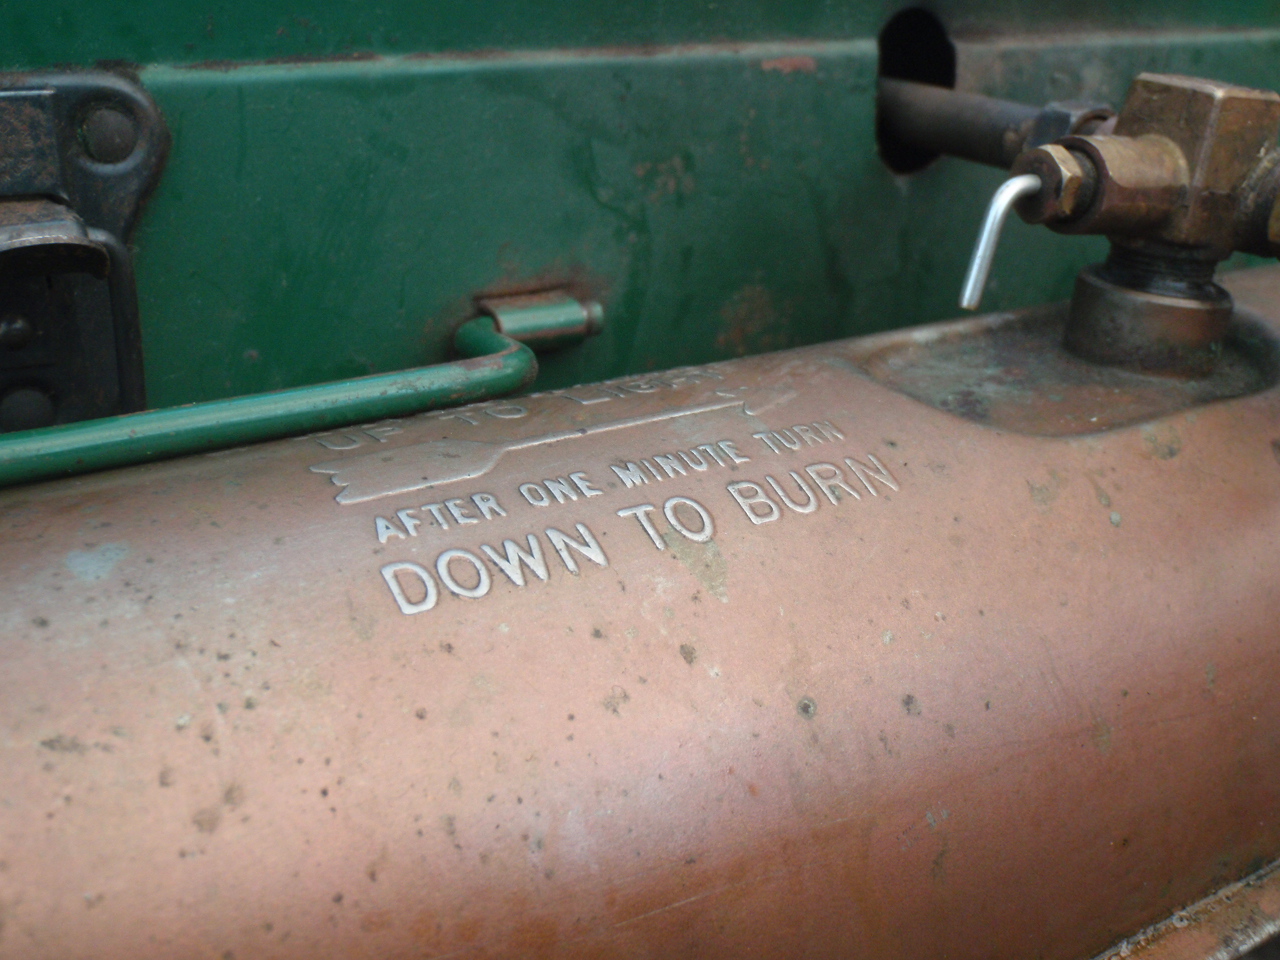 UP TO LIGHT
AFTER ONE MINUTE TURN
DOWN TO BURN